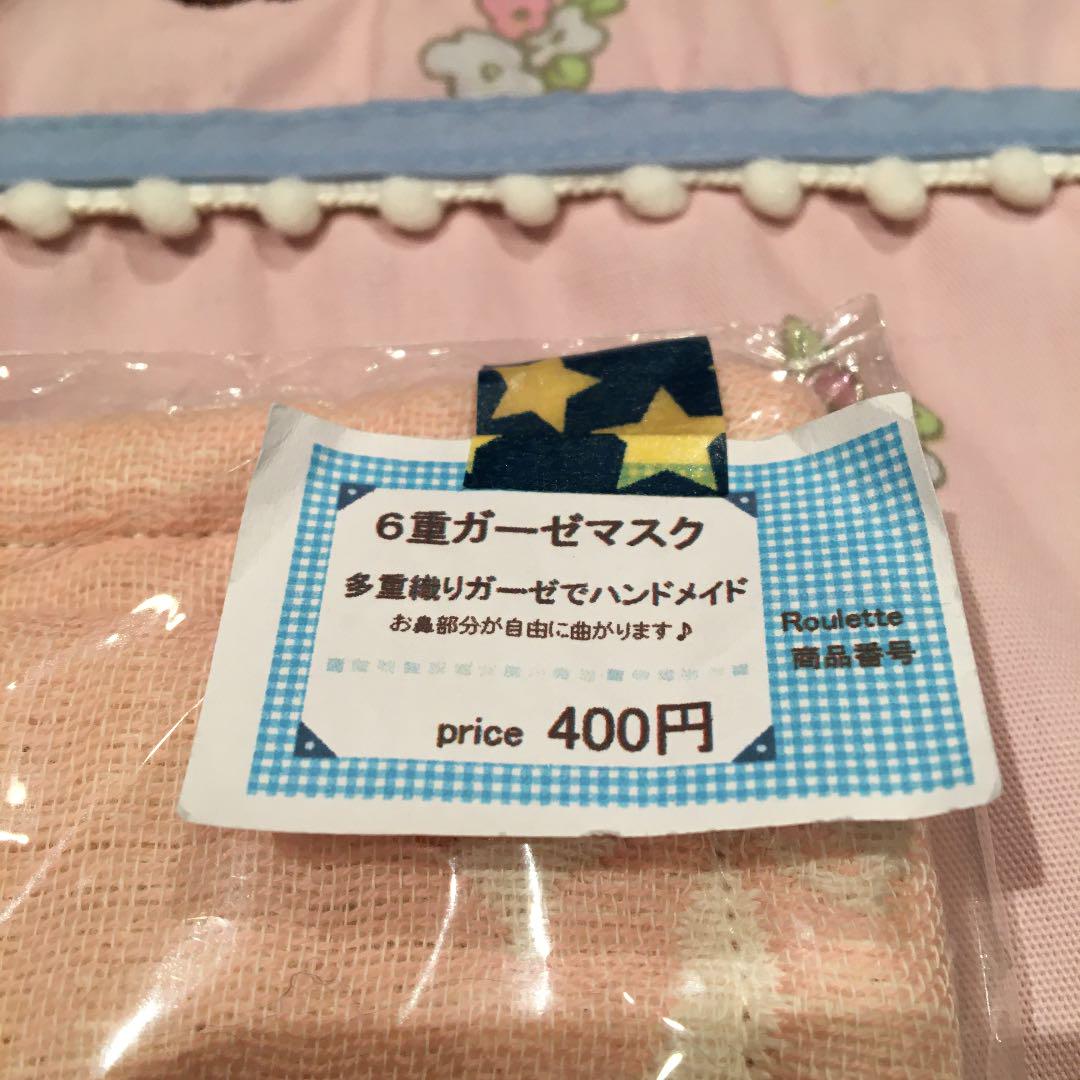 6重ガーゼマスク
多重織りガーゼでハンドメイド
お鼻部分が自由に曲がります♪
price 400円
Roulette
商品番号